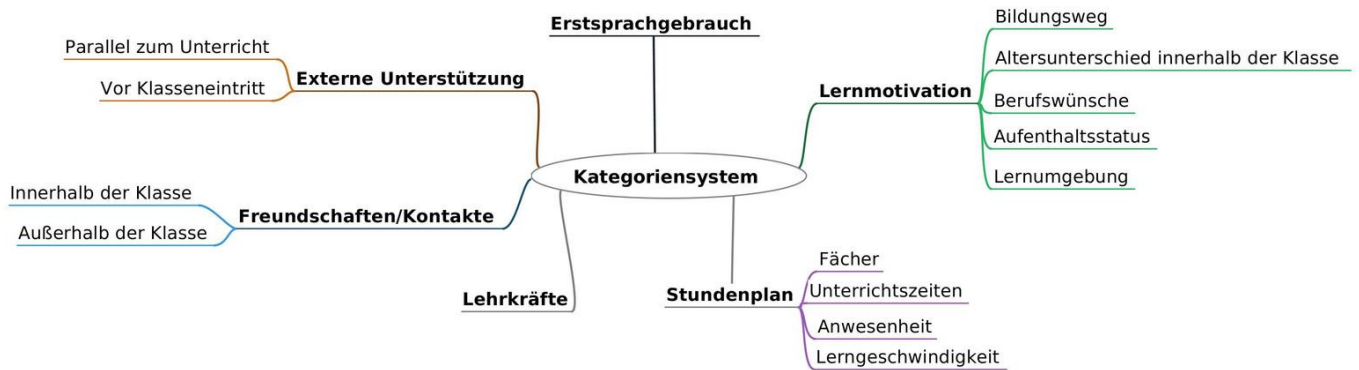 Erstsprachgebrauch
Externe Unterstützung
Parallel zum Unterricht
Vor Klasseneintritt
Lernmotivation
Bildungsweg
Altersunterschied innerhalb der Klasse
Berufswünsche
Aufenthaltsstatus
Lernumgebung
Kategoriensystem
Freundschaften/Kontakte
Innerhalb der Klasse
Außerhalb der Klasse
Lehrkräfte
Stundenplan
Fächer
Unterrichtszeiten
Anwesenheit
Lerngeschwindigkeit